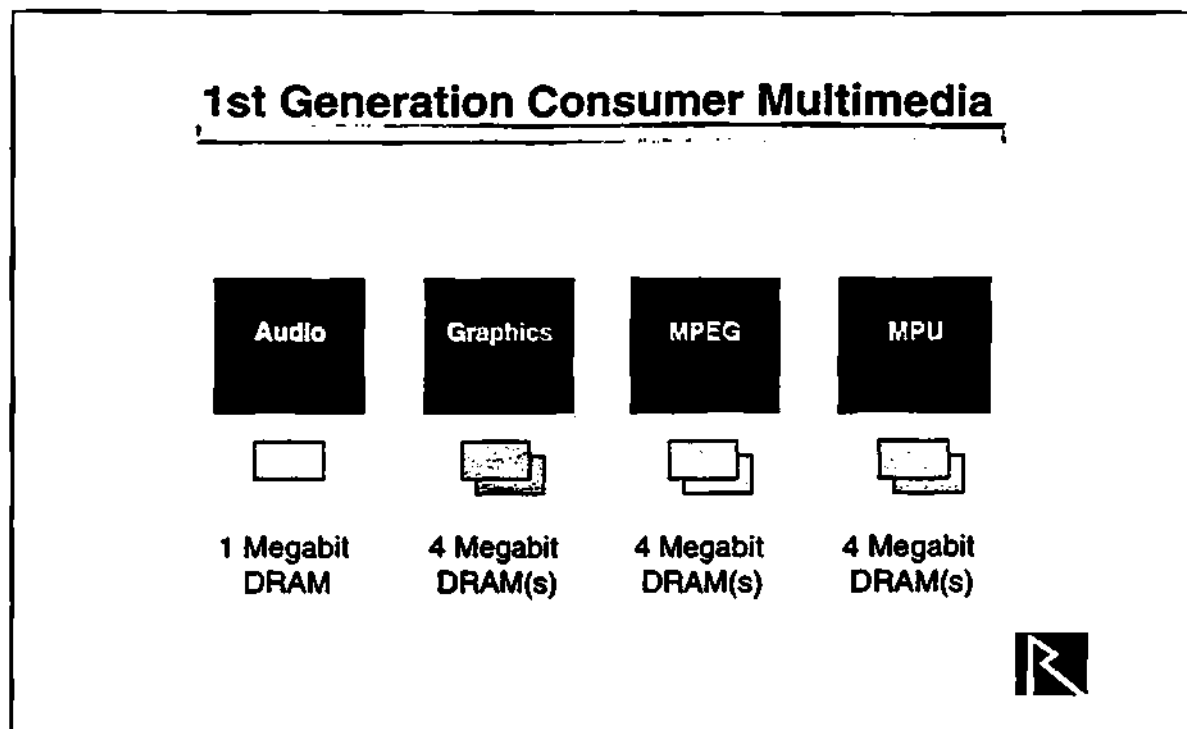 1st Generation Consumer Multimedia
Audio
Graphics
MPEG
MPU
1 Megabit
DRAM
4 Megabit
DRAM(s)
4 Megabit
DRAM(s)
4 Megabit
DRAM(s)